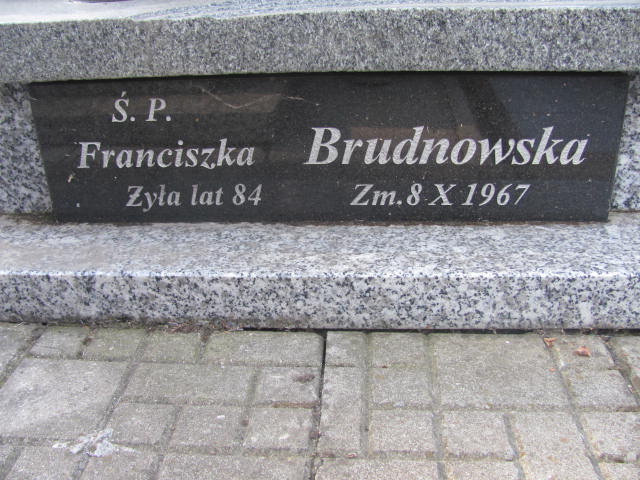 Ś. P.
Franciszka Brudnowska
Żyła lat 84 Zm. 8 X 1967